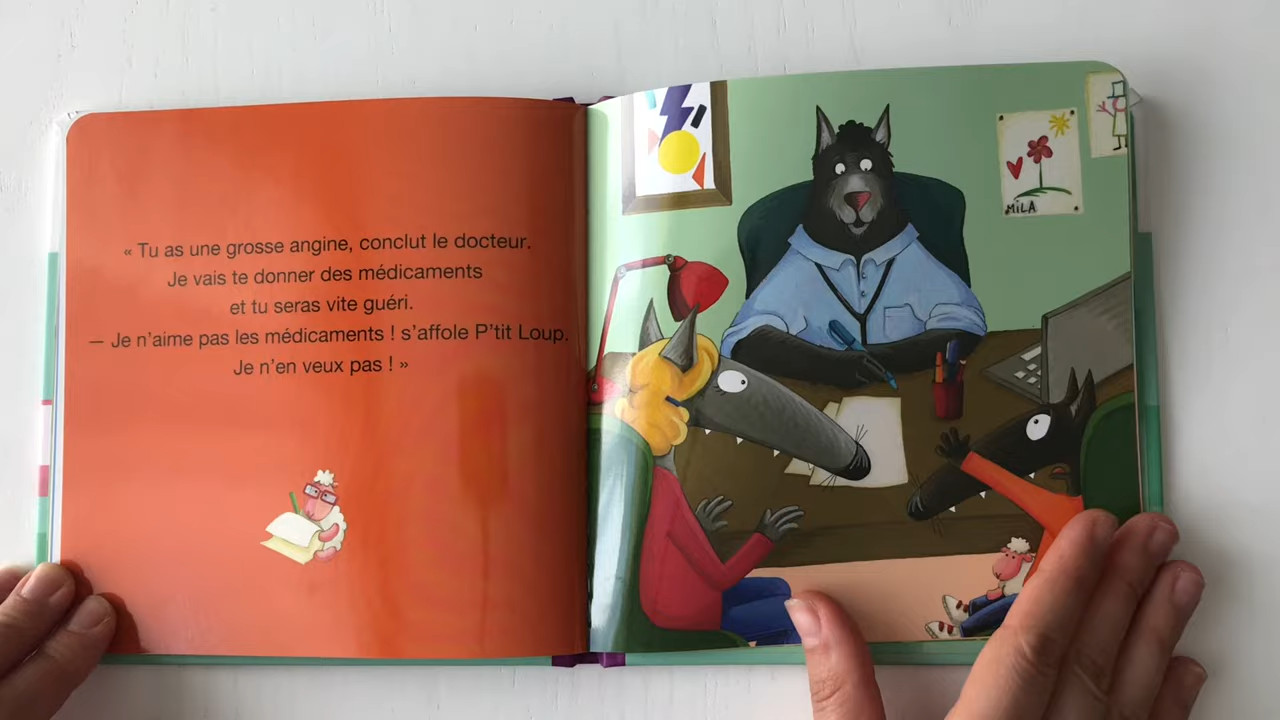 « Tu as une grosse angine, conclut le docteur.
Je vais te donner des médicaments
et tu seras vite guéri.
— Je n'aime pas les médicaments ! s'affole P'tit Loup.
Je n'en veux pas ! »
MiLA